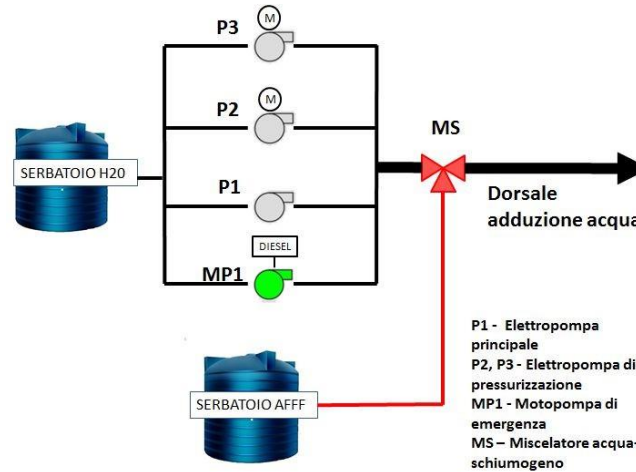 P3
M
P2
M
MS
SERBATOIO H20
P1
Dorsale
adduzione acqua
DIESEL
MP1
P1 - Elettropompa
principale
P2, P3 - Elettropompa di
pressurizzazione
MP1 - Motopompa di
emergenza
MS – Miscelatore acqua-
schiumogeno
SERBATOIO AFFF